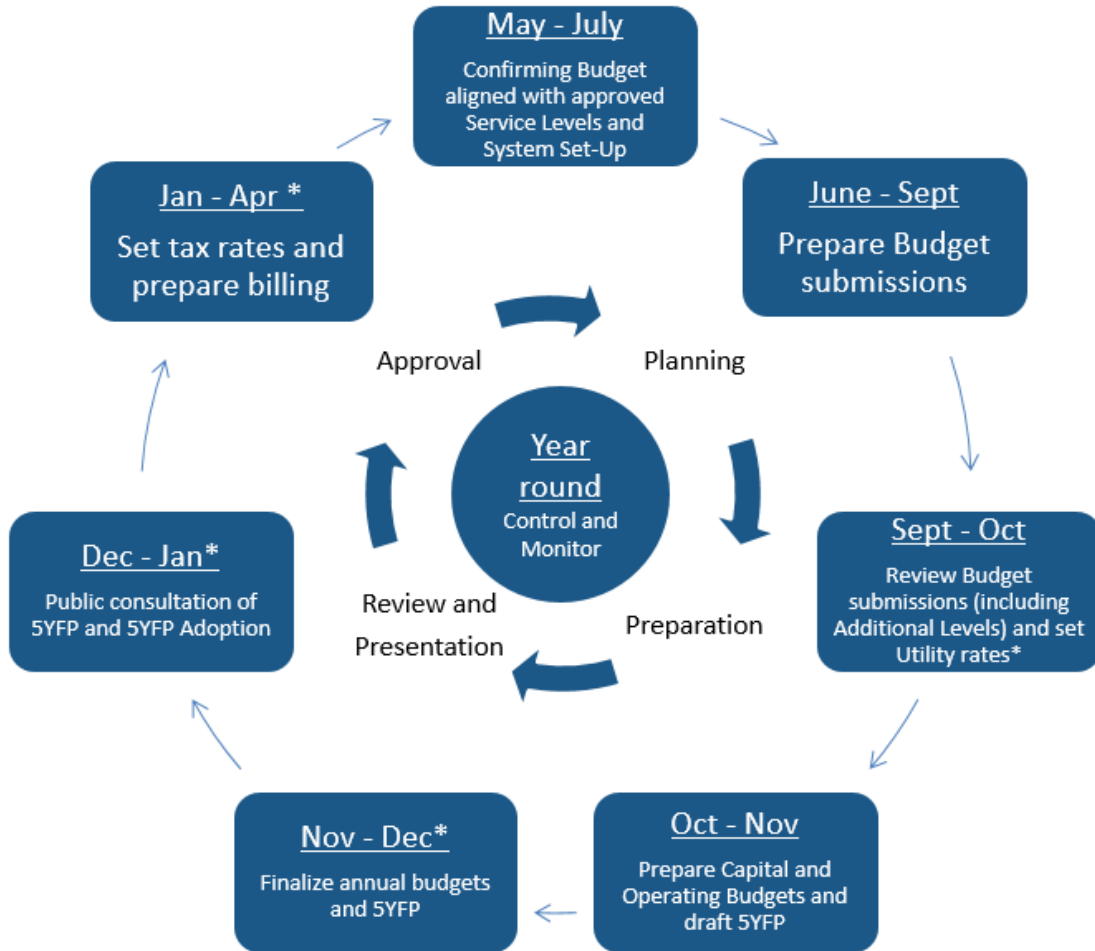 May - July
Confirming Budget
aligned with approved
Service Levels and
System Set-Up
June - Sept
Prepare Budget
submissions
Sept - Oct
Review Budget
submissions (including
Additional Levels) and set
Utility rates*
Oct - Nov
Prepare Capital and
Operating Budgets and
draft 5YFP
Nov - Dec*
Finalize annual budgets
and 5YFP
Dec - Jan*
Public consultation of
5YFP and 5YFP Adoption
Jan - Apr *
Set tax rates and
prepare billing
Approval
Planning
Preparation
Review and
Presentation
Year
round
Control and
Monitor